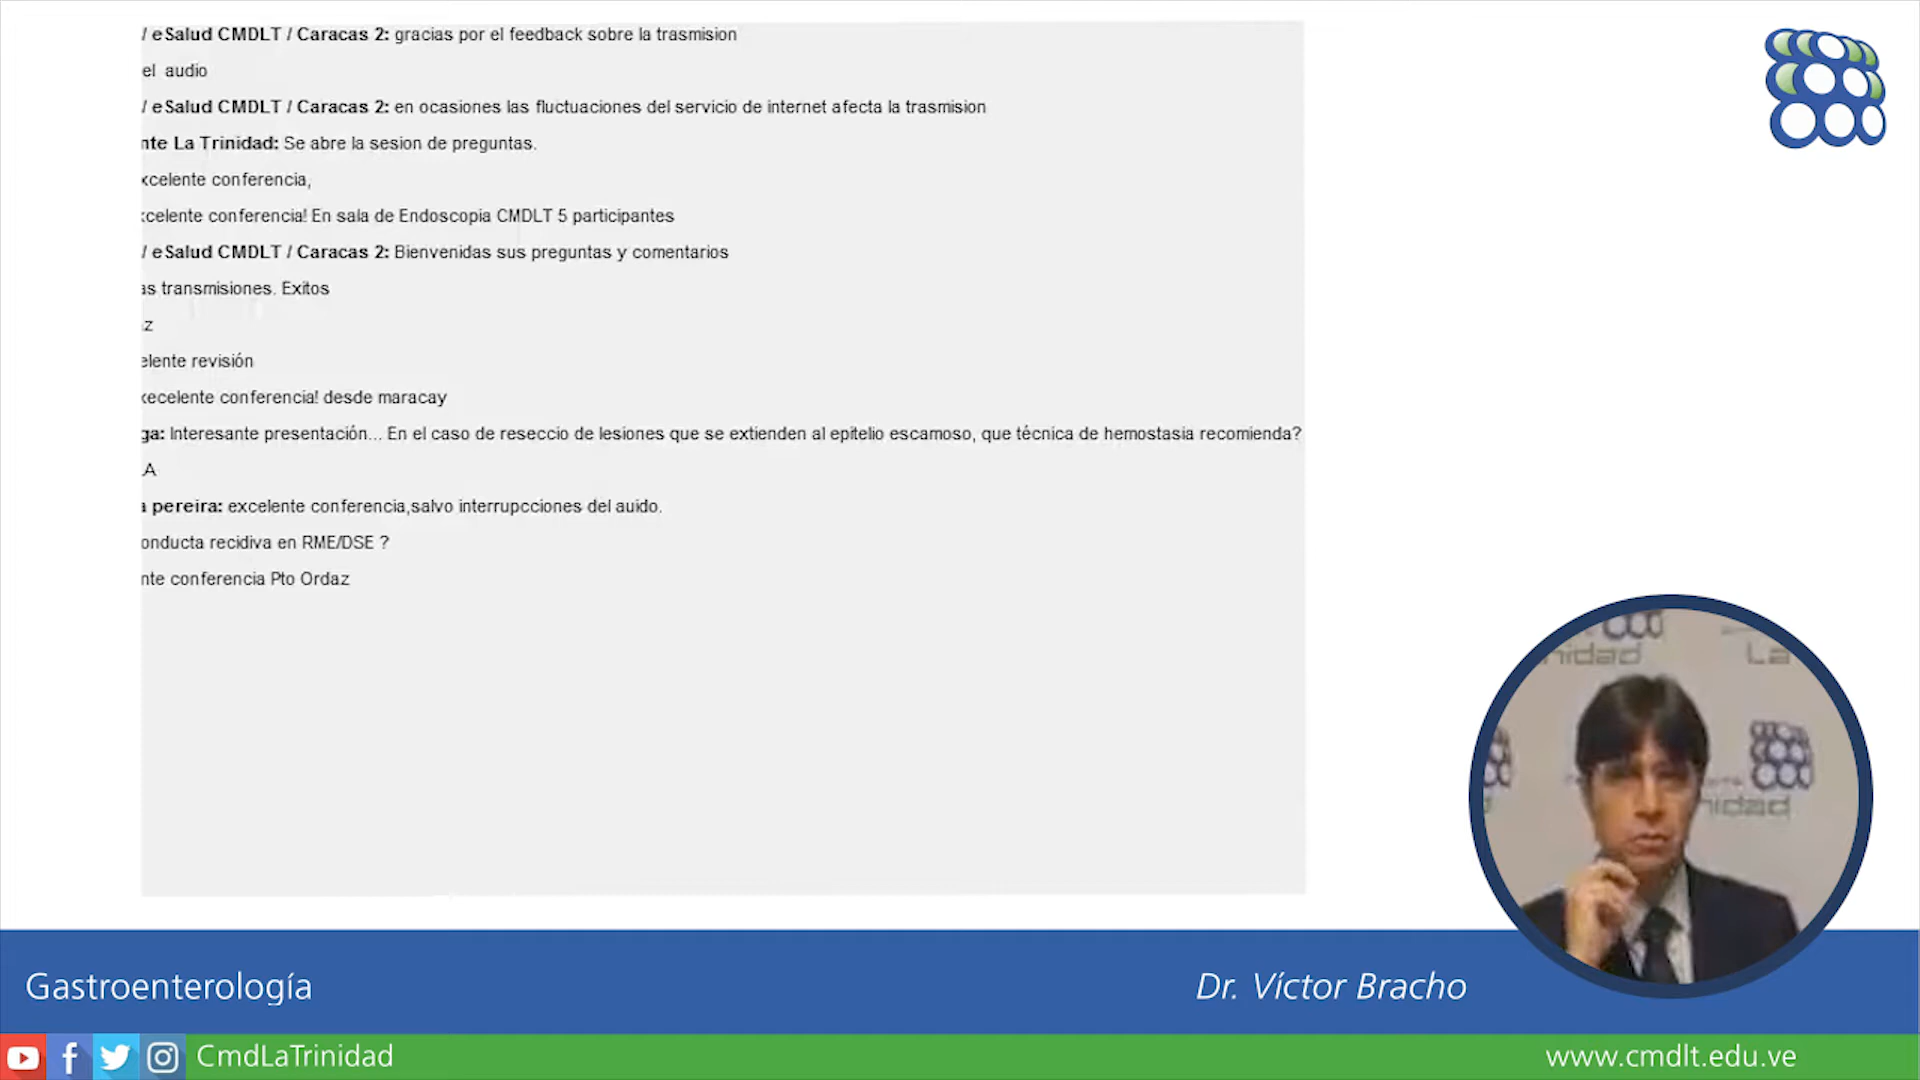 / eSalud CMDLT / Caracas 2: gracias por el feedback sobre la trasmision
el audio
/ eSalud CMDLT / Caracas 2: en ocasiones las fluctuaciones del servicio de internet afecta la trasmision
nte La Trinidad: Se abre la sesion de preguntas.
xcelente conferencia,
xcelente conferencia! En sala de Endoscopia CMDLT 5 participantes
/ eSalud CMDLT / Caracas 2: Bienvenidas sus preguntas y comentarios
as transmisiones. Exitos
az
elente revisión
xecelente conferencia! desde maracay
ga: Interesante presentación... En el caso de reseccio de lesiones que se extienden al epitelio escamoso, que técnica de hemostasia recomienda?
A
a pereira: excelente conferencia,salvo interrupcciones del auido.
onducta recidiva en RME/DSE ?
nte conferencia Pto Ordaz
nidad La
nidad
Gastroenterología
Dr. Víctor Bracho
CmdLaTrinidad
www.cmdlt.edu.ve